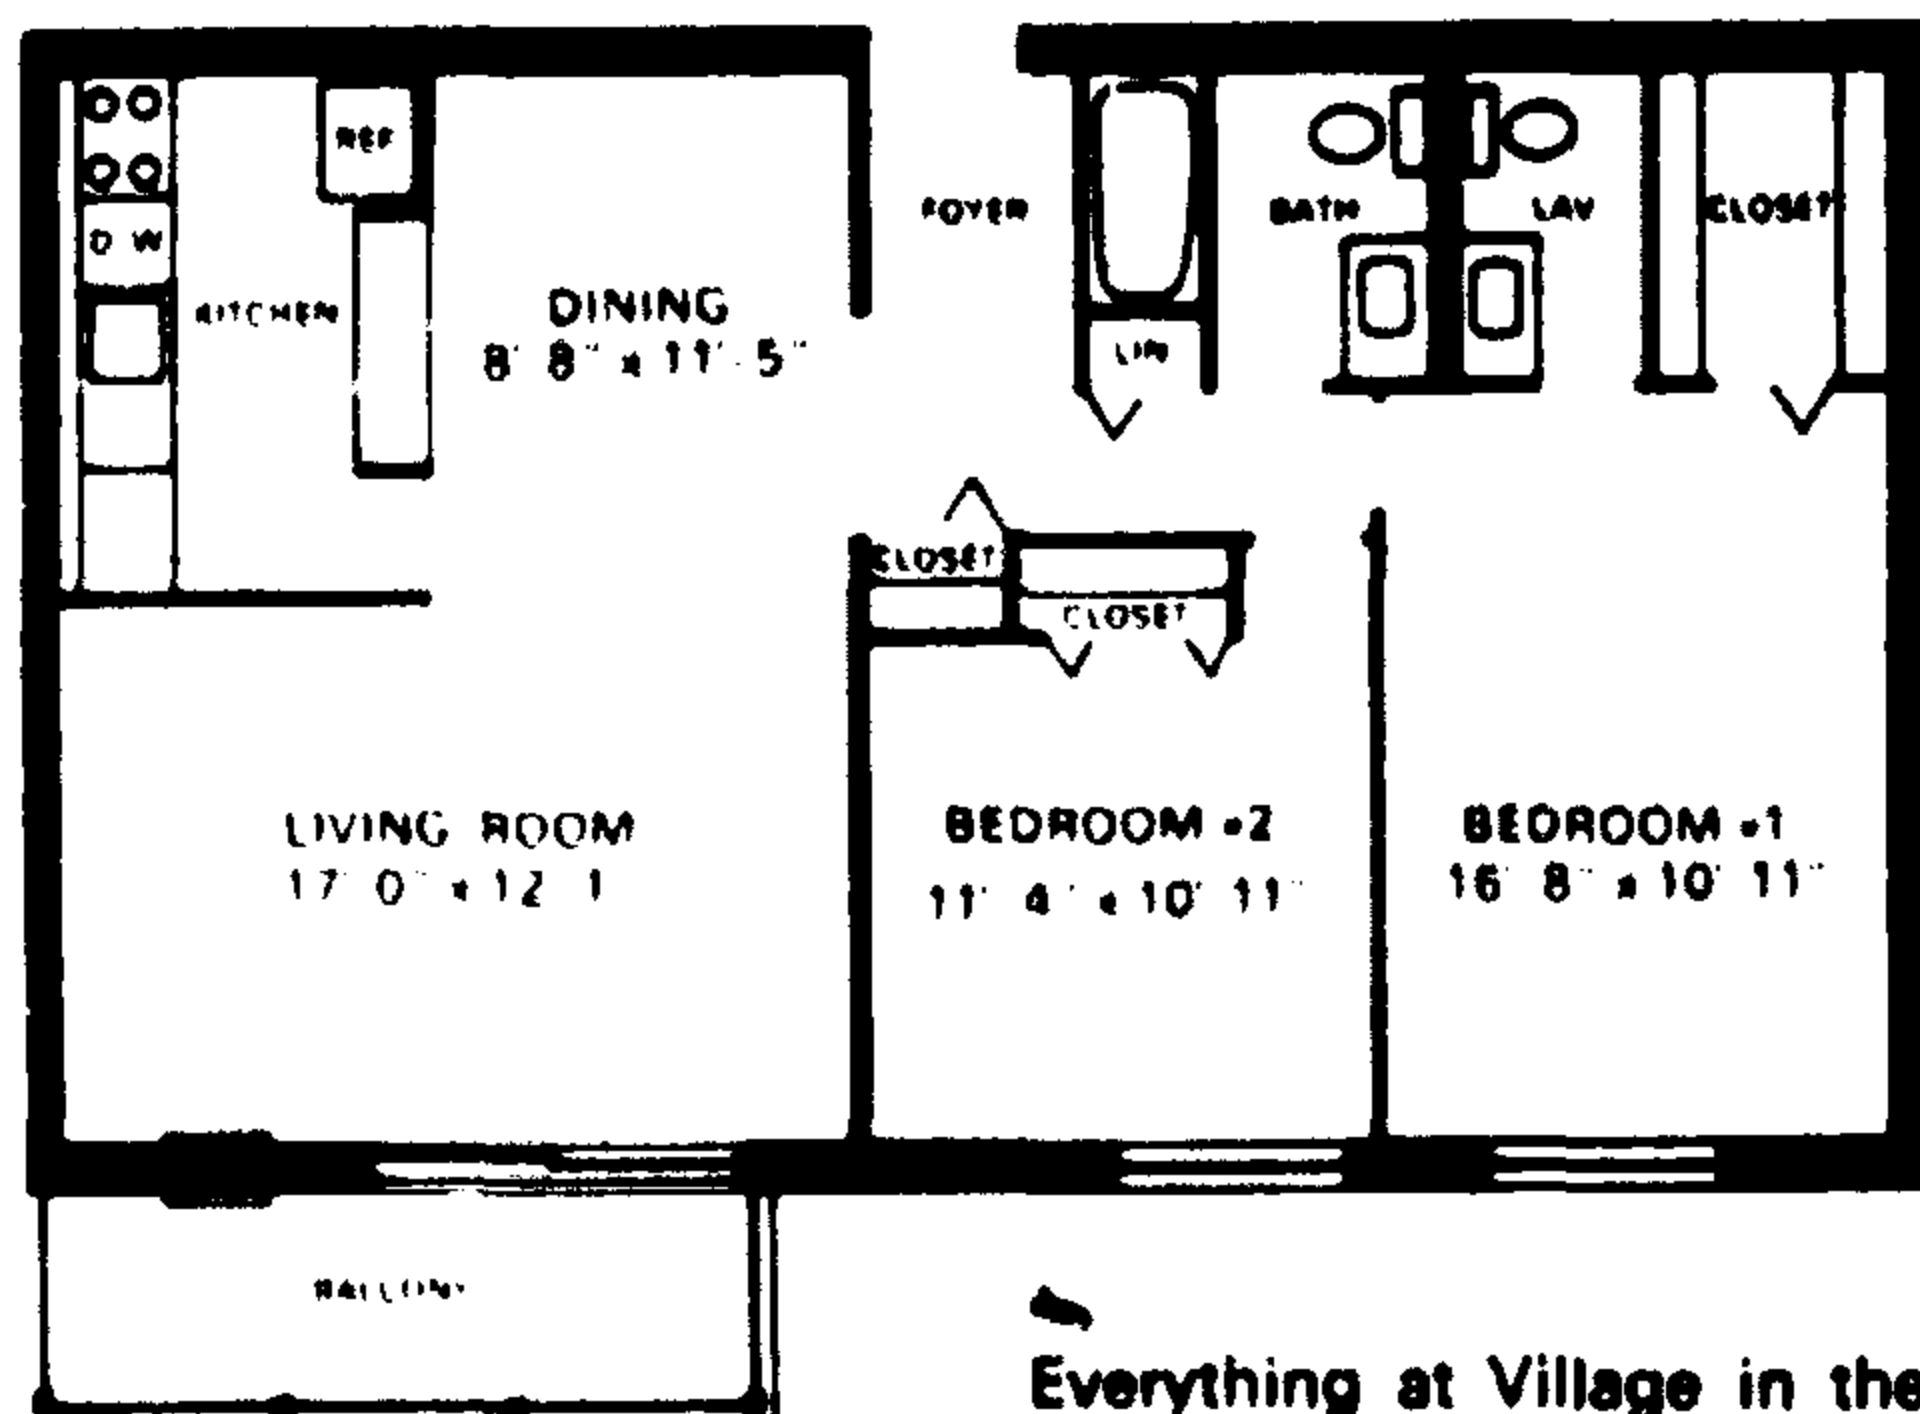 REF
FOYER
BATH
LAV
CLOSET
D W
KITCHEN
DINING
8' 8" x 11'-5"
LIN
CLOSET
CLOSET
LIVING ROOM
17' 0" x 12' 1
BEDROOM #2
11' 4" x 10' 11"
BEDROOM #1
16' 8" x 10' 11"
BALCONY
Everything at Village in the